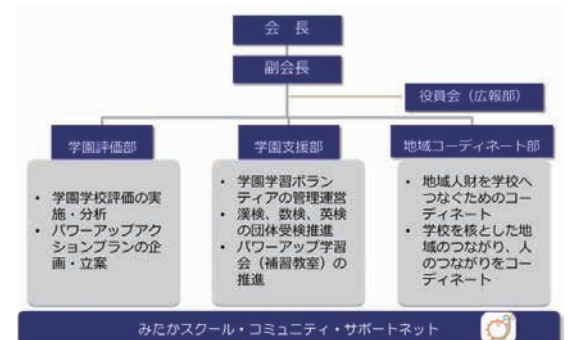 会 長
副会長
役員会（広報部）
学園評価部
• 学園学校評価の実
施・分析
• パワーアップアク
ションプランの企
画・立案
学園支援部
• 学園学習ボラン
ティアの管理運営
• 漢検、数検、英検
の団体受検推進
• パワーアップ学習
会（補習教室）の
推進
地域コーディネート部
• 地域人財を学校へ
つなぐためのコー
ディネート
• 学校を核とした地
域のつながり、人
のつながりをコー
ディネート
みたかスクール・コミュニティ・サポートネット